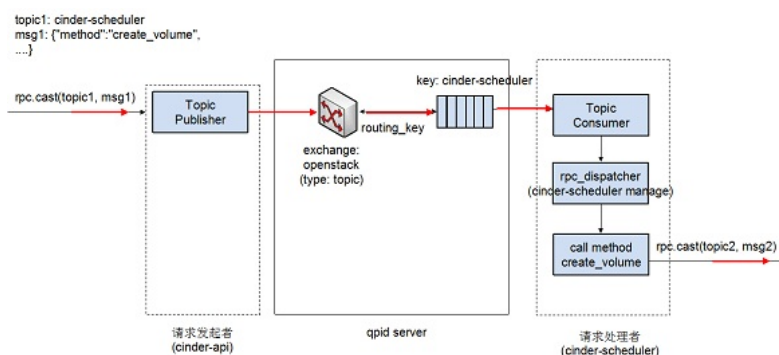 topic1: cinder-scheduler
msg1: {"method":"create_volume",
....}
rpc.cast(topic1, msg1)
Topic
Publisher
exchange:
openstack
(type: topic)
routing_key
key: cinder-scheduler
Topic
Consumer
rpc_dispatcher
(cinder-scheduler manage)
call method
create_volume
rpc.cast(topic2, msg2)
请求发起者
(cinder-api)
qpid server
请求处理者
(cinder-scheduler)